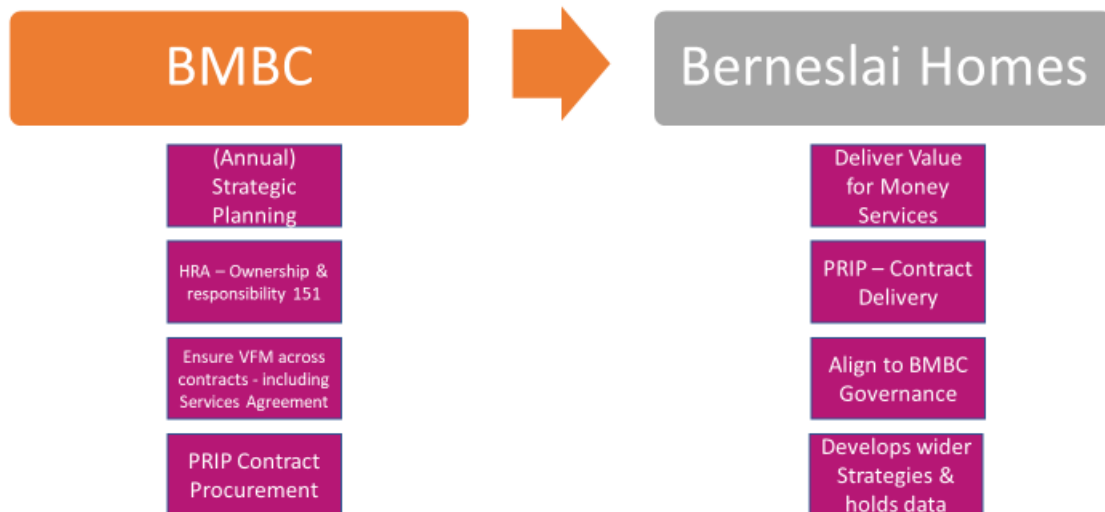 BMBC
Berneslai Homes
(Annual)
Strategic
Planning
HRA – Ownership &
responsibility 151
Ensure VFM across
contracts - including
Services Agreement
PRIP Contract
Procurement
Deliver Value
for Money
Services
PRIP – Contract
Delivery
Align to BMBC
Governance
Develops wider
Strategies &
holds data